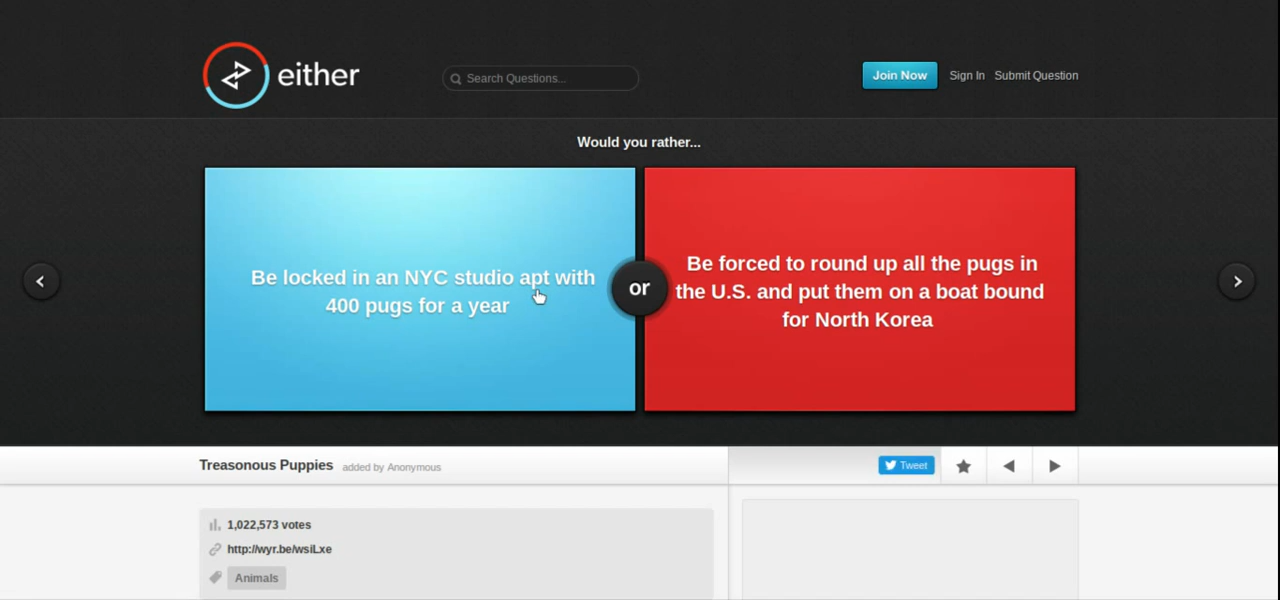 either
Search Questions...
Join Now
Sign In
Submit Question
Would you rather...
Be locked in an NYC studio apt with
400 pugs for a year
or
Be forced to round up all the pugs in
the U.S. and put them on a boat bound
for North Korea
Treasonous Puppies added by Anonymous
Tweet
1,022,573 votes
http://wyr.be/wsiLxe
Animals